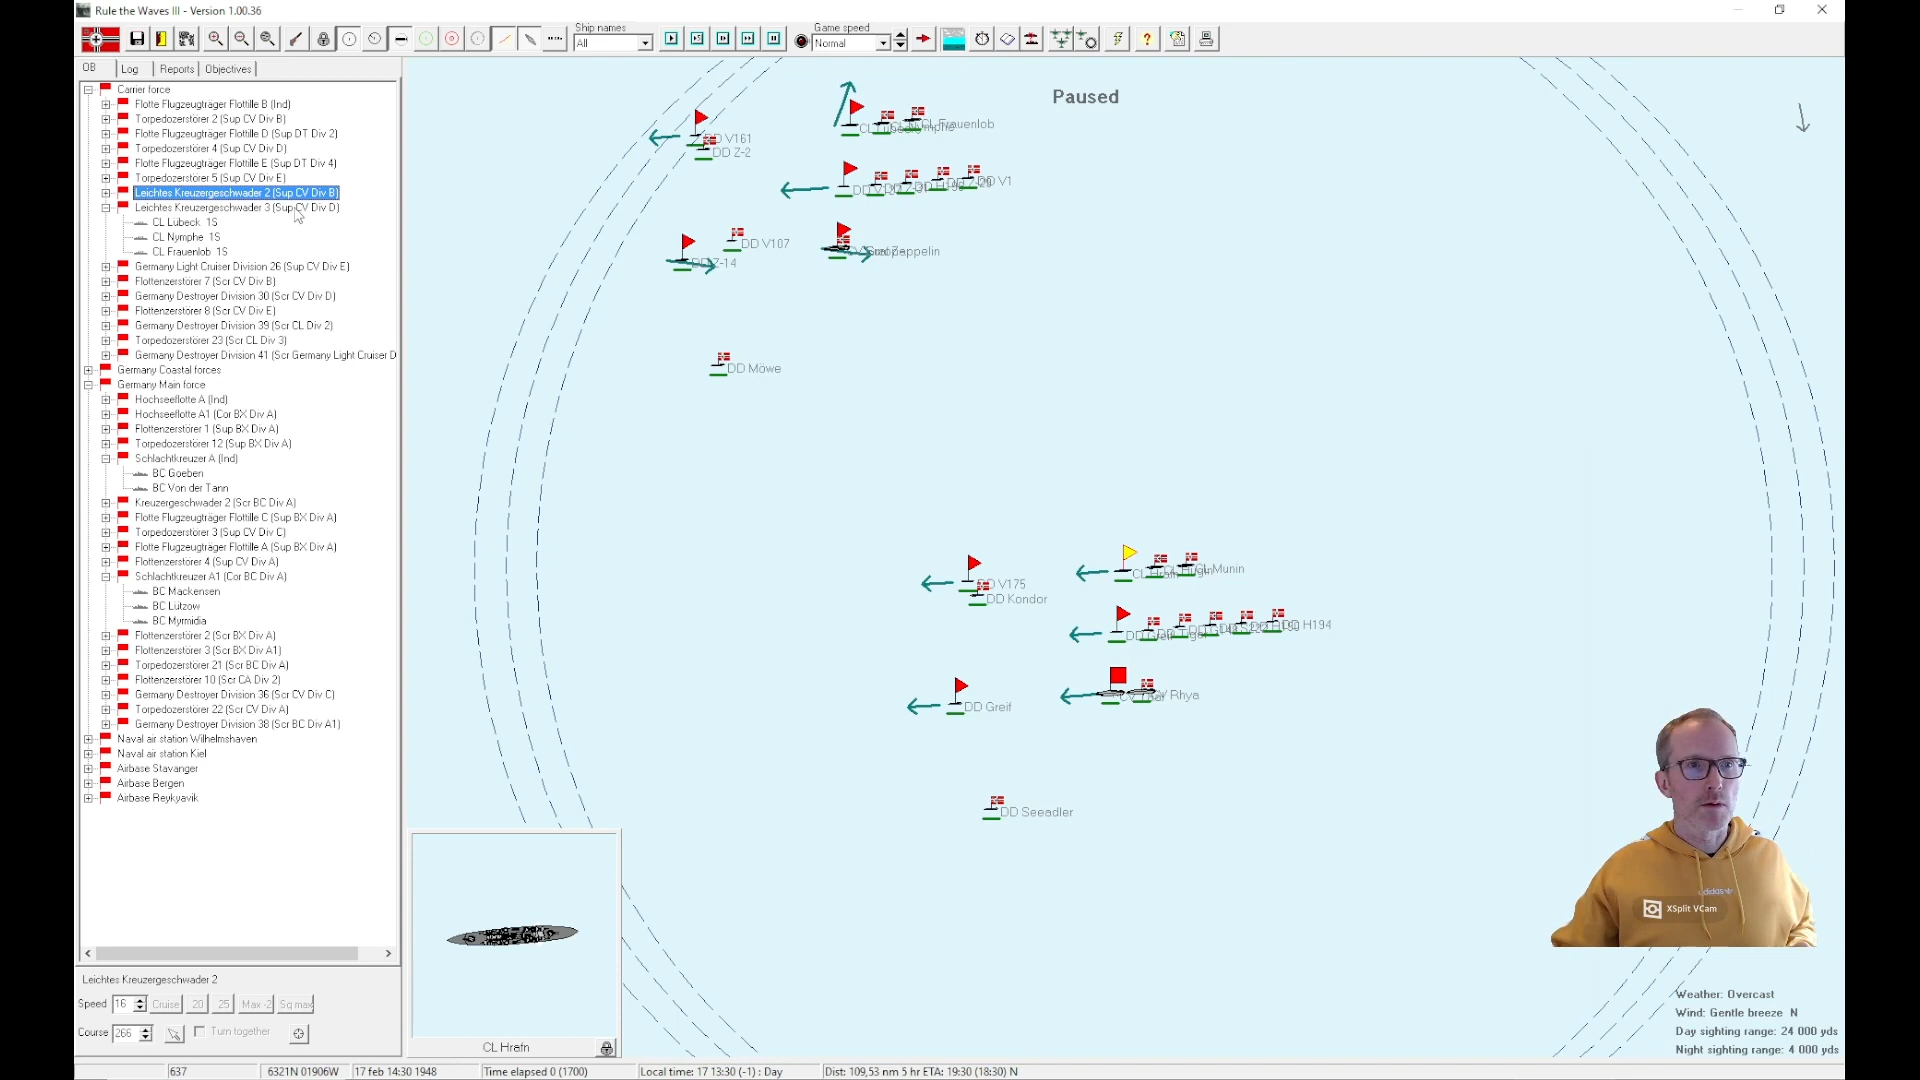 Rule the Waves III - Version 1.00.36
Ship names
All
Game speed
Normal
OB
Log
Reports
Objectives
Carrier force
Flotte Flugzeugträger Flottille B (Ind)
Torpedozerstörer 2 (Sup CV Div B)
Flotte Flugzeugträger Flottille D (Sup DT Div 2)
Torpedozerstörer 4 (Sup CV Div D)
Flotte Flugzeugträger Flottille E (Sup DT Div 4)
Torpedozerstörer 5 (Sup CV Div E)
Leichtes Kreuzergeschwader 2 (Sup CV Div B)
Leichtes Kreuzergeschwader 3 (Sup CV Div D)
CL Lübeck 1S
CL Nymphe 1S
CL Frauenlob 1S
Germany Light Cruiser Division 26 (Sup CV Div E)
Flottenzerstörer 7 (Scr CV Div B)
Germany Destroyer Division 30 (Scr CV Div D)
Flottenzerstörer 8 (Scr CV Div E)
Germany Destroyer Division 39 (Scr CL Div 2)
Torpedozerstörer 23 (Scr CL Div 3)
Germany Destroyer Division 41 (Scr Germany Light Cruiser D
Germany Coastal forces
Germany Main force
Hochseeflotte A (Ind)
Hochseeflotte A1 (Cor BX Div A)
Flottenzerstörer 1 (Sup BX Div A)
Torpedozerstörer 12 (Sup BX Div A)
Schlachtkreuzer A (Ind)
BC Goeben
BC Von der Tann
Kreuzergeschwader 2 (Scr BC Div A)
Flotte Flugzeugträger Flottille C (Sup BX Div A)
Torpedozerstörer 3 (Sup CV Div C)
Flotte Flugzeugträger Flottille A (Sup BX Div A)
Flottenzerstörer 4 (Sup CV Div A)
Schlachtkreuzer A1 (Cor BC Div A)
BC Mackensen
BC Lützow
BC Myrmidia
Flottenzerstörer 2 (Scr BX Div A)
Flottenzerstörer 3 (Scr BX Div A1)
Torpedozerstörer 21 (Scr BC Div A)
Flottenzerstörer 10 (Scr CA Div 2)
Germany Destroyer Division 36 (Scr CV Div C)
Torpedozerstörer 22 (Scr CV Div A)
Germany Destroyer Division 38 (Scr BC Div A1)
Naval air station Wilhelmshaven
Naval air station Kiel
Airbase Stavanger
Airbase Bergen
Airbase Reykyavik
Leichtes Kreuzergeschwader 2
Speed 16 Cruise 20 25 Max -2 Sq max
Course 266 Turn together
Paused
DD V161
DD Z-2
Frauenlob
DD V107
Zeppelin
DD Möwe
DD V175
DD Kondor
CL Munin
H194
DD Greif
Rhya
DD Seeadler
CL Hrafn
adidas
XSplit VCam
Weather: Overcast
Wind: Gentle breeze N
Day sighting range: 24 000 yds
Night sighting range: 4 000 yds
637
6321N 01906W
17 feb 14:30 1948
Time elapsed 0 (1700)
Local time: 17 13:30 (-1) : Day
Dist: 109,53 nm 5 hr ETA: 19:30 (18:30) N